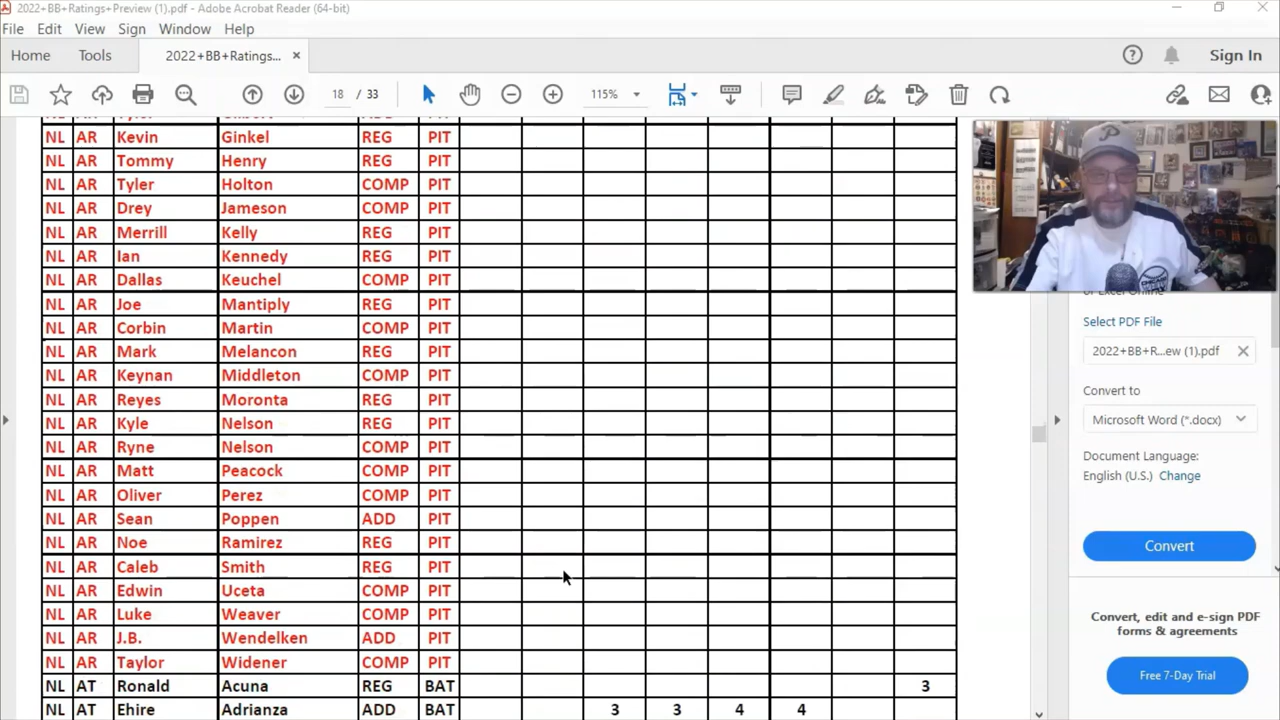 2022+BB+Ratings+Preview (1).pdf - Adobe Acrobat Reader (64-bit)
File Edit View Sign Window Help
Home Tools 2022+BB+Ratings... × Sign In
18 / 33 115%
NL AR Kevin Ginkel REG PIT
NL AR Tommy Henry REG PIT
NL AR Tyler Holton COMP PIT
NL AR Drey Jameson COMP PIT
NL AR Merrill Kelly REG PIT
NL AR Ian Kennedy REG PIT
NL AR Dallas Keuchel COMP PIT
NL AR Joe Mantiply REG PIT
NL AR Corbin Martin COMP PIT
NL AR Mark Melancon REG PIT
NL AR Keynan Middleton COMP PIT
NL AR Reyes Moronta REG PIT
NL AR Kyle Nelson REG PIT
NL AR Ryne Nelson COMP PIT
NL AR Matt Peacock COMP PIT
NL AR Oliver Perez COMP PIT
NL AR Sean Poppen ADD PIT
NL AR Noe Ramirez REG PIT
NL AR Caleb Smith REG PIT
NL AR Edwin Uceta COMP PIT
NL AR Luke Weaver COMP PIT
NL AR J.B. Wendelken ADD PIT
NL AR Taylor Widener COMP PIT
NL AT Ronald Acuna REG BAT 3
NL AT Ehire Adrianza ADD BAT 3 3 4 4
or Excel Online
Select PDF File
2022+BB+R...ew (1).pdf
Convert to
Microsoft Word (*.docx)
Document Language:
English (U.S.) Change
Convert
Convert, edit and e-sign PDF
forms & agreements
Free 7-Day Trial